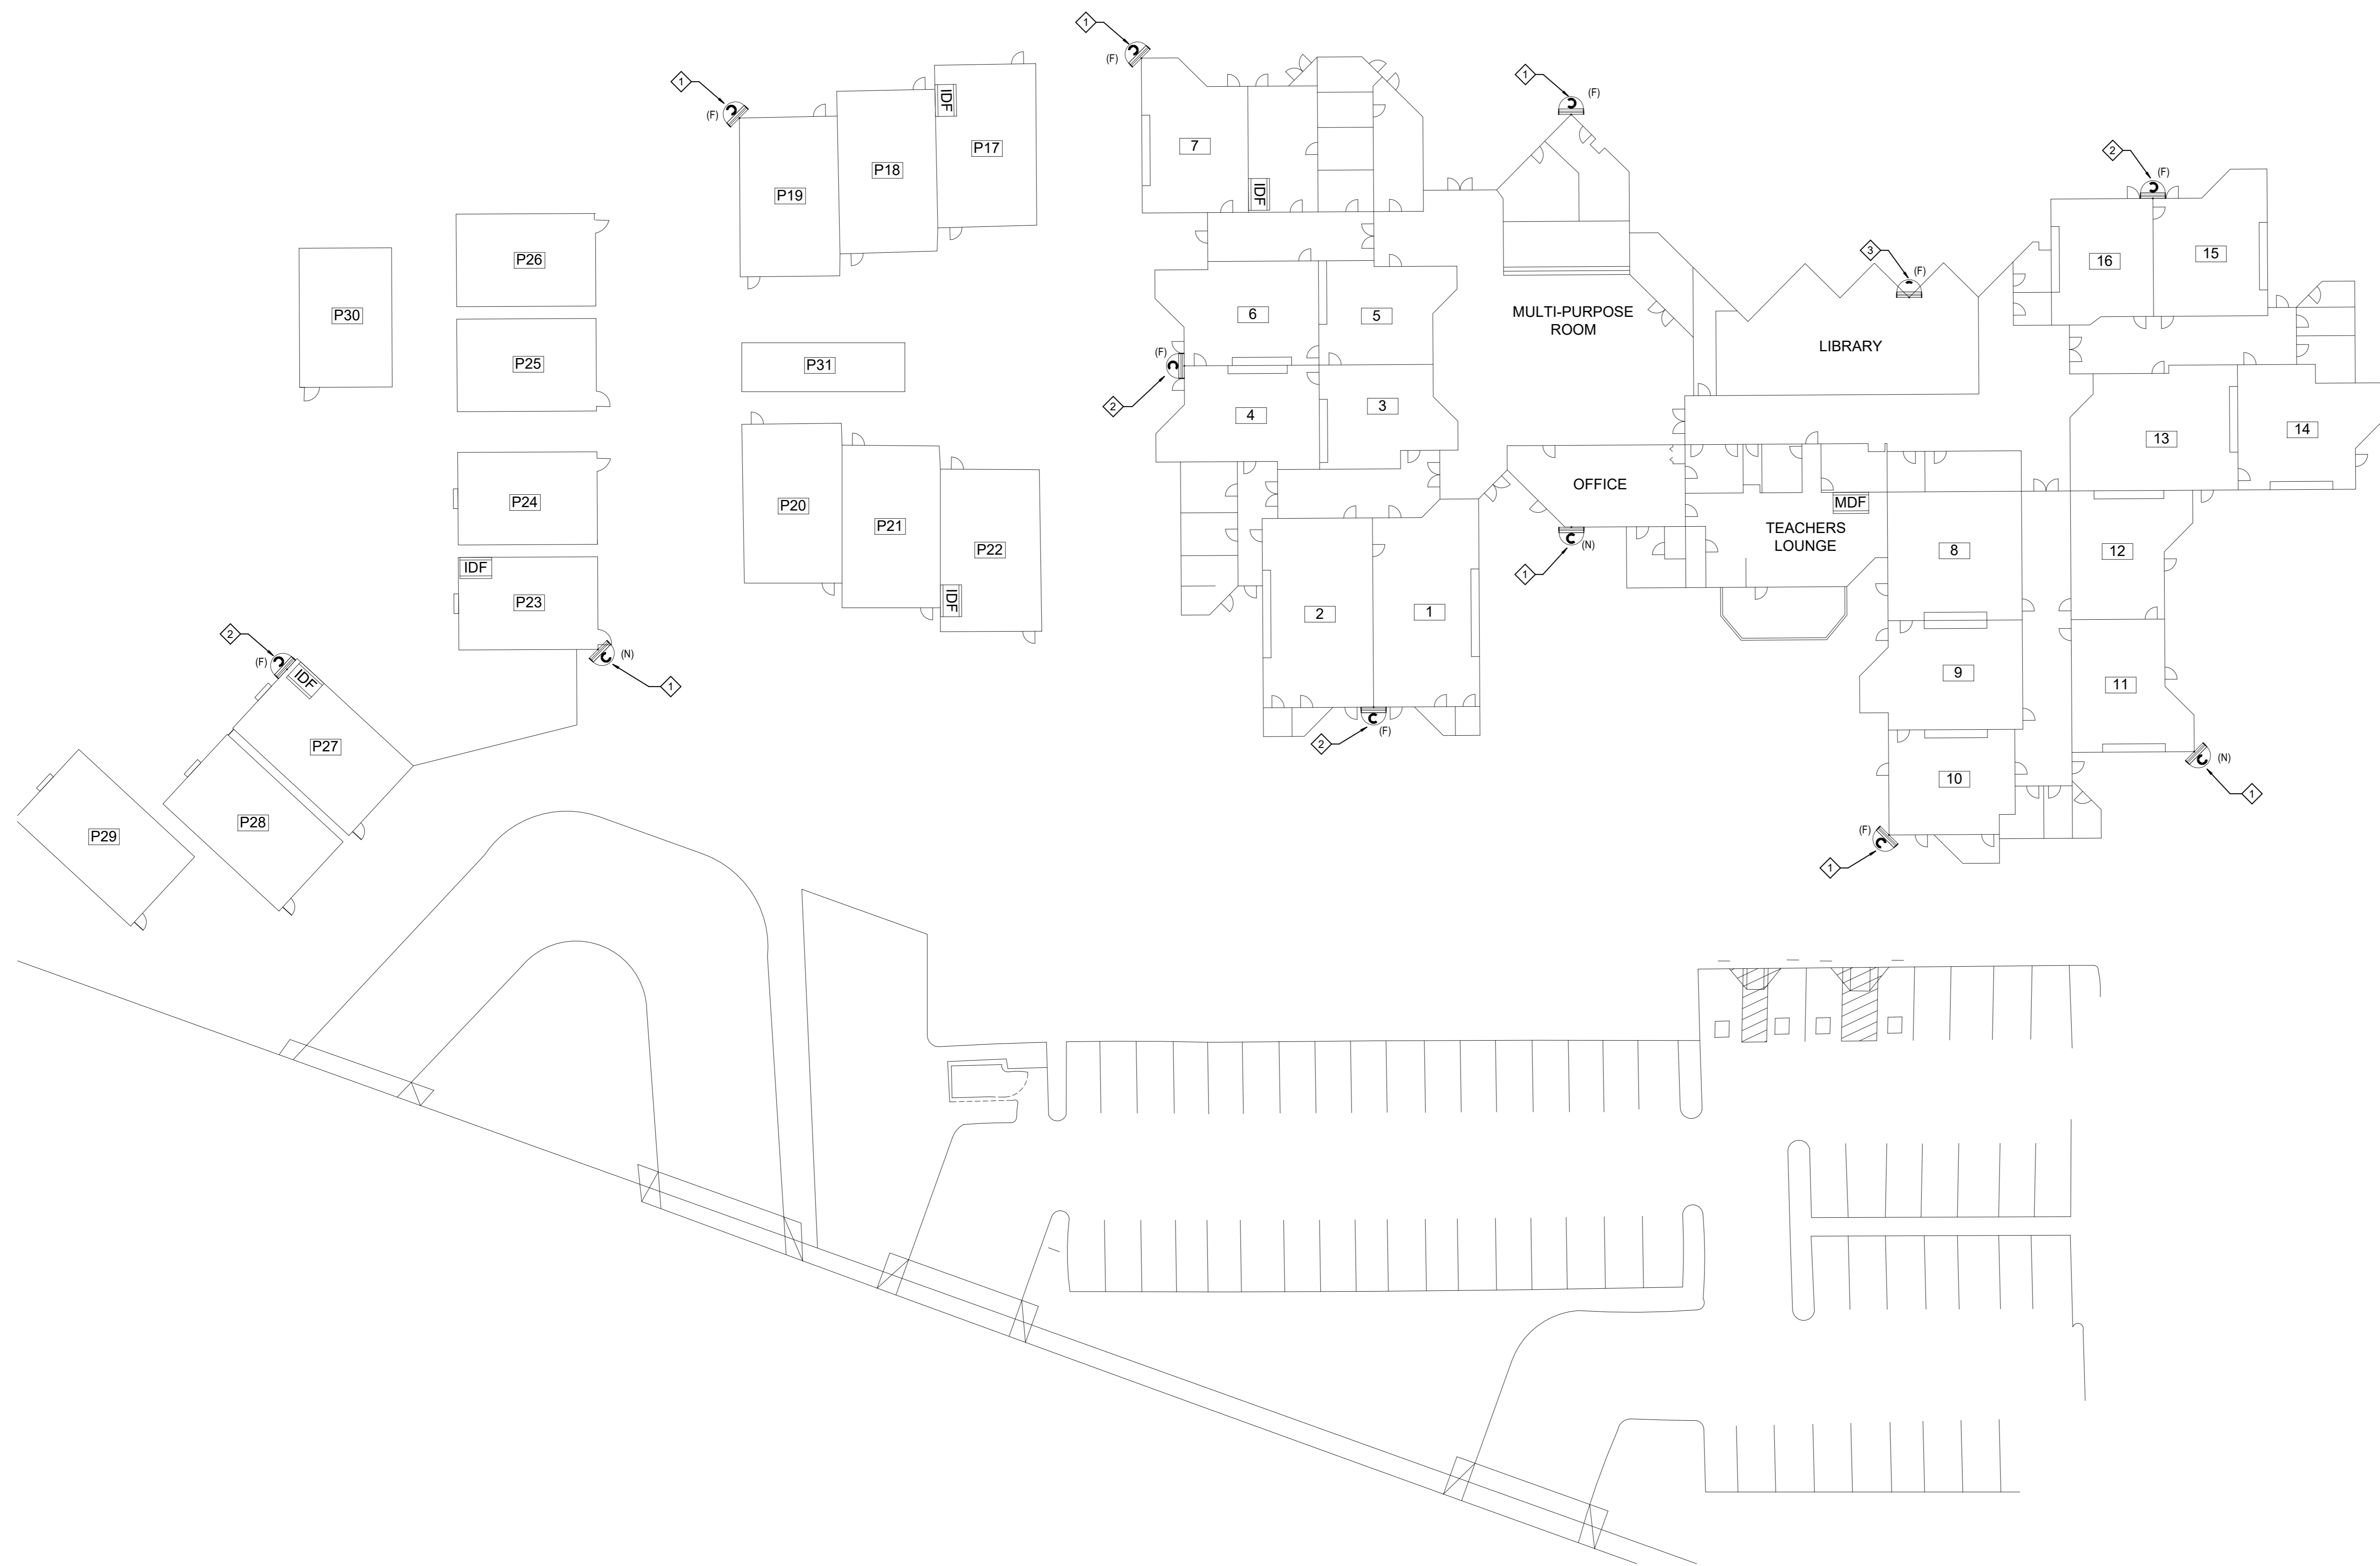 1
(F)
1
(F)
1
(F)
P19
P18
IDF
P17
7
IDF
2
(F)
16
15
3
(F)
P30
P26
P25
P31
6
5
(F)
2
4
3
MULTI-PURPOSE
ROOM
LIBRARY
13
14
P24
IDF
P23
P20
P21
P22
IDF
OFFICE
(N)
1
MDF
TEACHERS
LOUNGE
8
12
2
(F)
IDF
(N)
1
2
1
(F)
2
9
11
(N)
1
P27
P28
P29
10
(F)
1